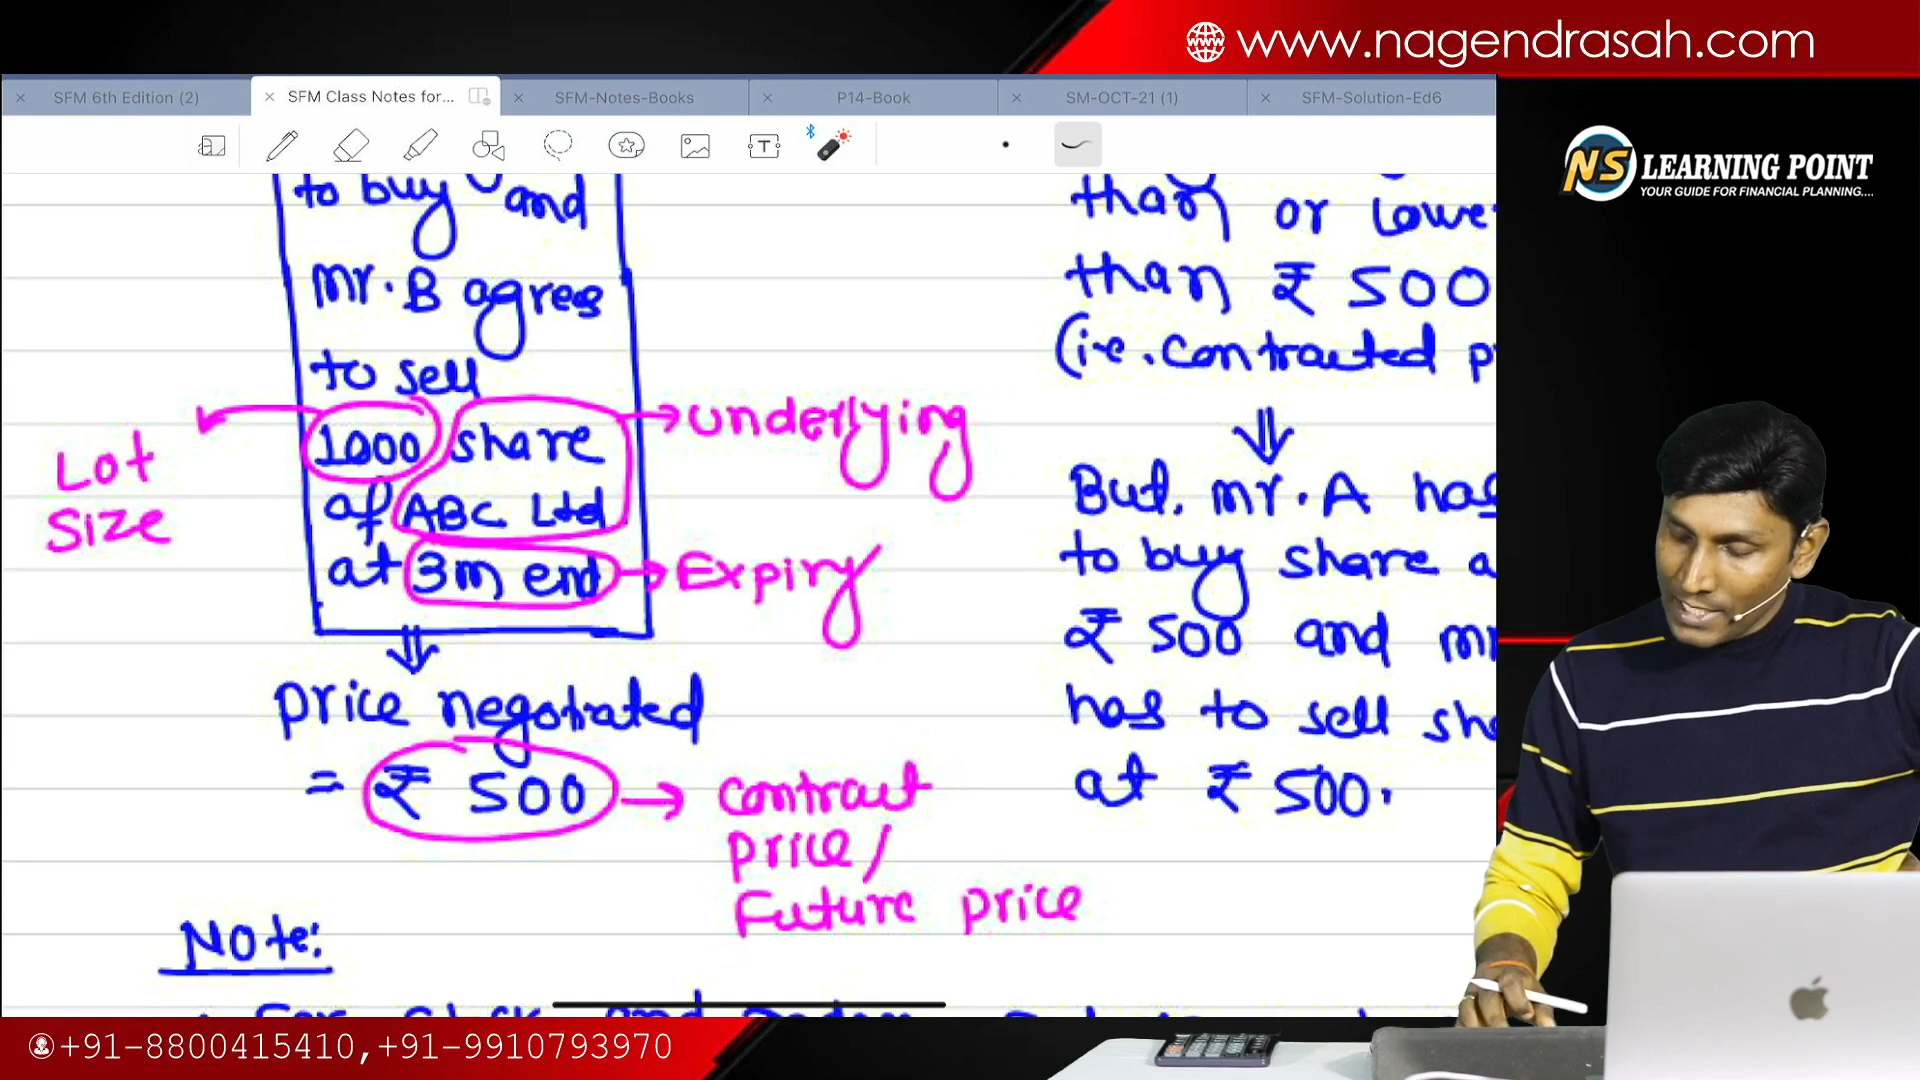 www.nagendrasah.com
SFM 6th Edition (2)
SFM Class Notes for...
SFM-Notes-Books
P14-Book
SM-OCT-21 (1)
SFM-Solution-Ed6
NS LEARNING POINT
YOUR GUIDE FOR FINANCIAL PLANNING....
to buy and
Mr. B agrees
to sell
1000 share
of ABC Ltd
at 3m end
Lot
Size
Underlying
Expiry
price negotiated
= ₹ 500
contract
price/
Future price
Note:
than or lowe
than ₹ 500
(i.e. contracted p
But, Mr. A has
to buy share a
₹ 500 and m
has to sell sh
at ₹ 500.
+91-8800415410,+91-9910793970